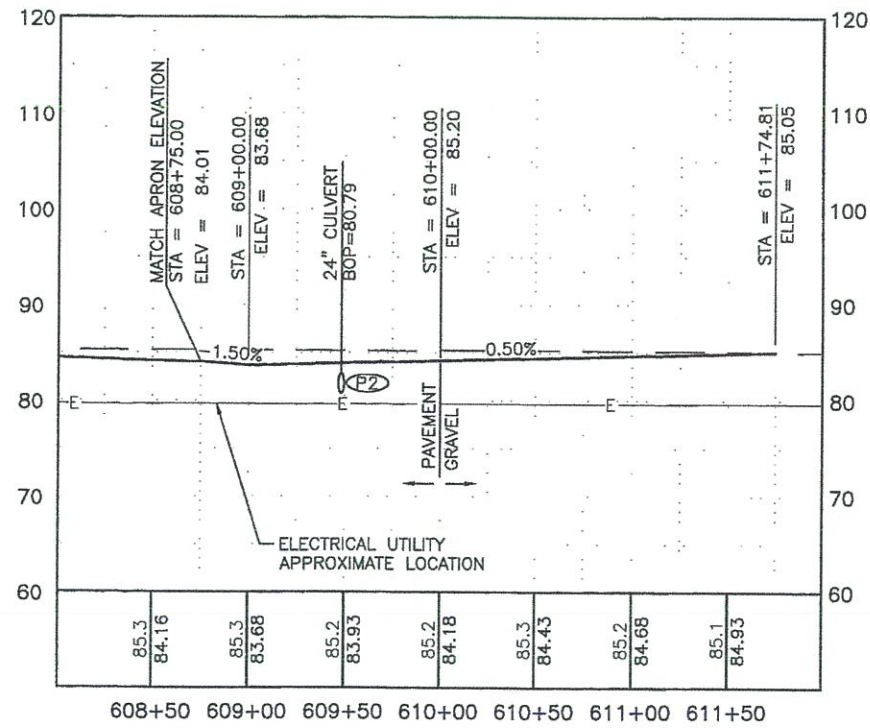 120
110
100
90
80
70
60
120
110
100
90
80
70
60
MATCH APRON ELEVATION
STA = 608+75.00
ELEV = 84.01
STA = 609+00.00
ELEV = 83.68
24" CULVERT
BOP=80.79
STA = 610+00.00
ELEV = 85.20
STA = 611+74.81
ELEV = 85.05
1.50%
0.50%
P2
E
E
E
PAVEMENT
GRAVEL
ELECTRICAL UTILITY
APPROXIMATE LOCATION
85.3
84.16
85.3
83.68
85.2
83.93
85.2
84.18
85.3
84.43
85.2
84.68
85.1
84.93
608+50 609+00 609+50 610+00 610+50 611+00 611+50